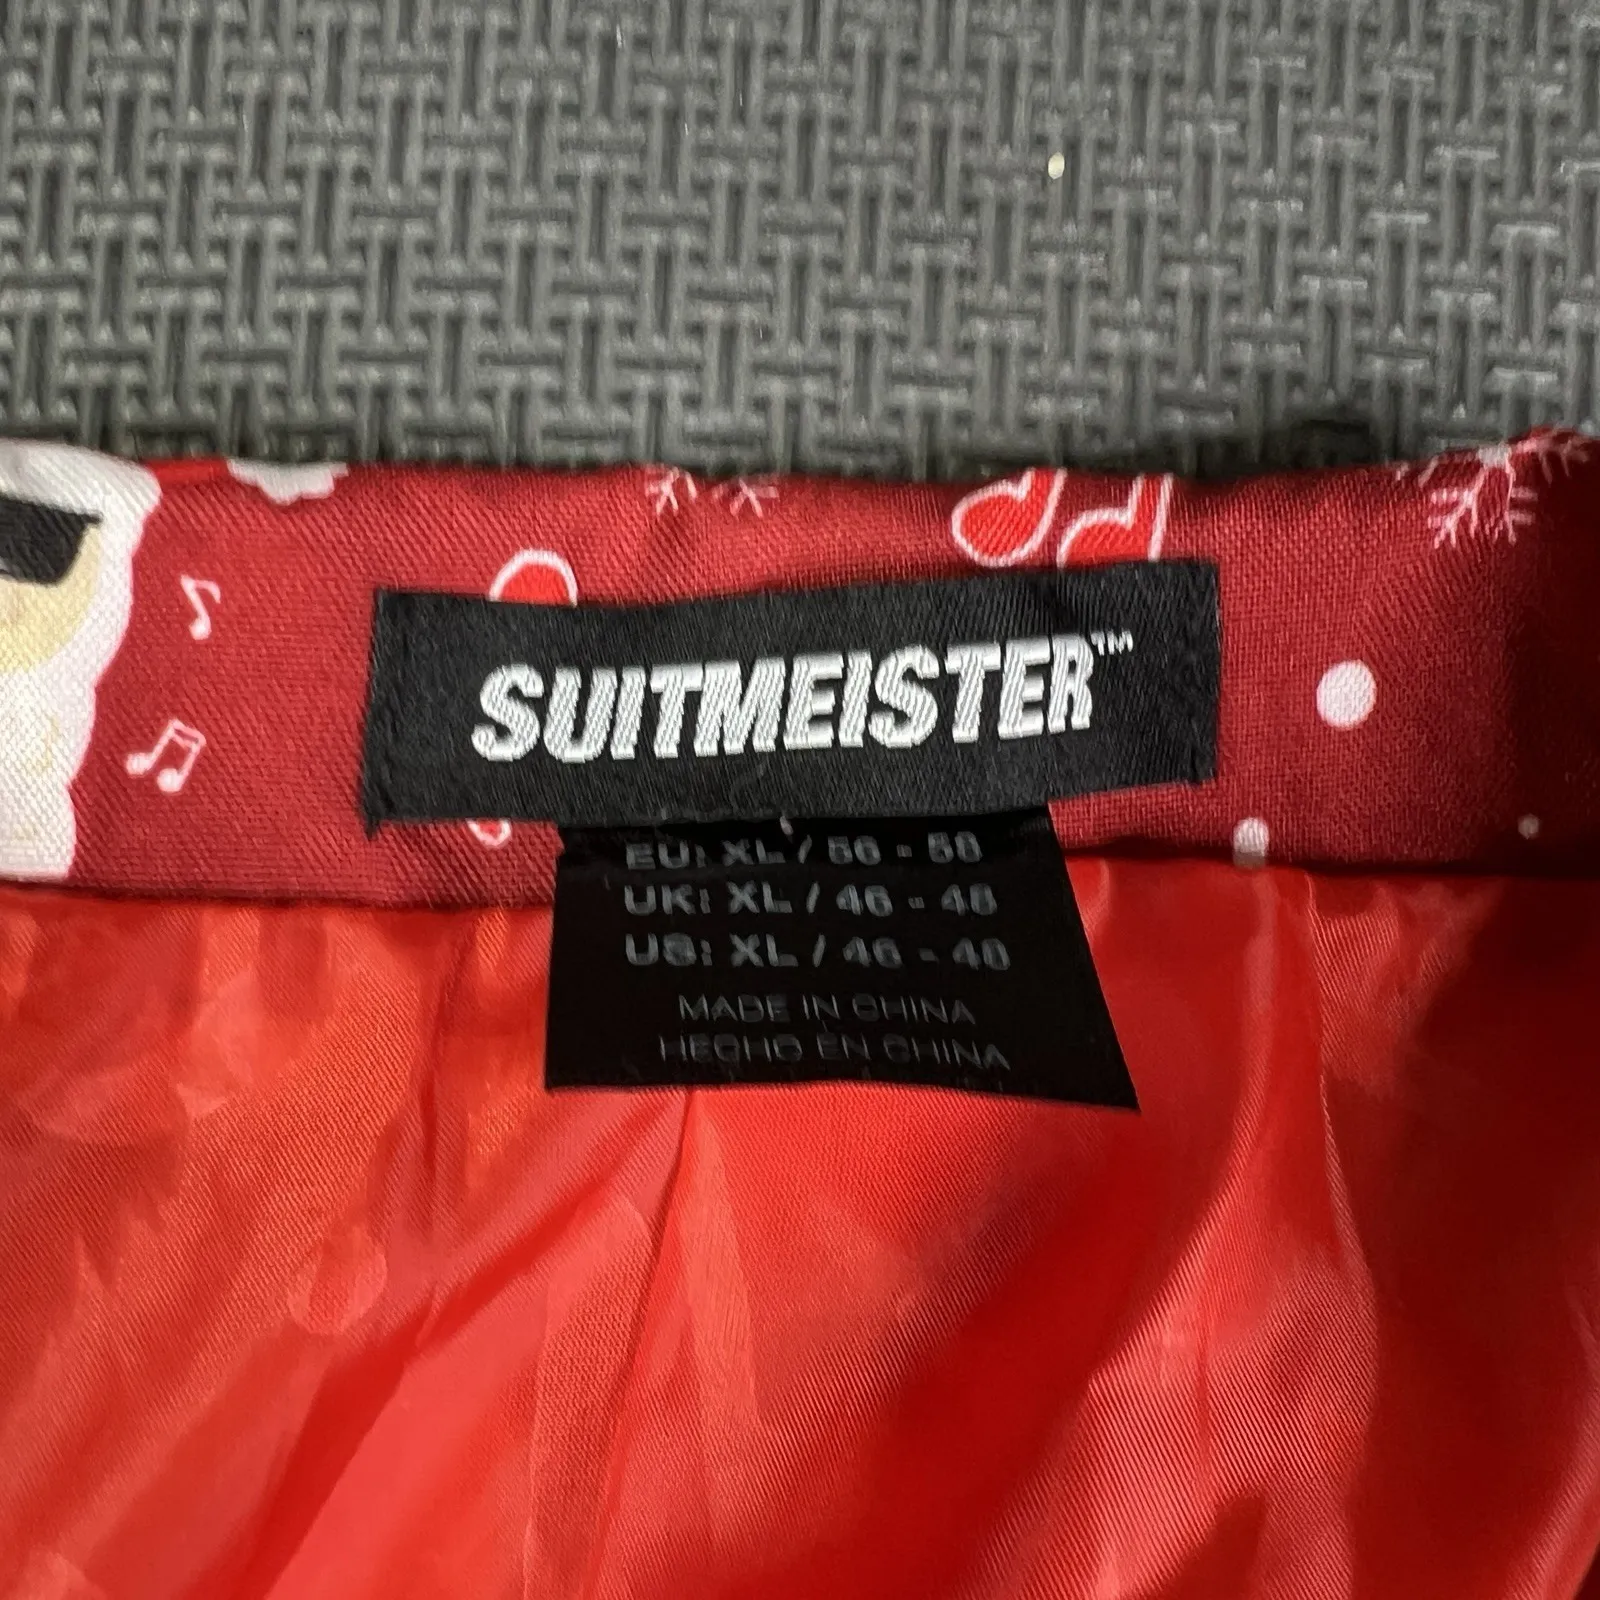 SUITMEISTER™
EU: XL / 56 - 58
UK: XL / 46 - 48
US: XL / 46 - 48
MADE IN CHINA
HECHO EN CHINA